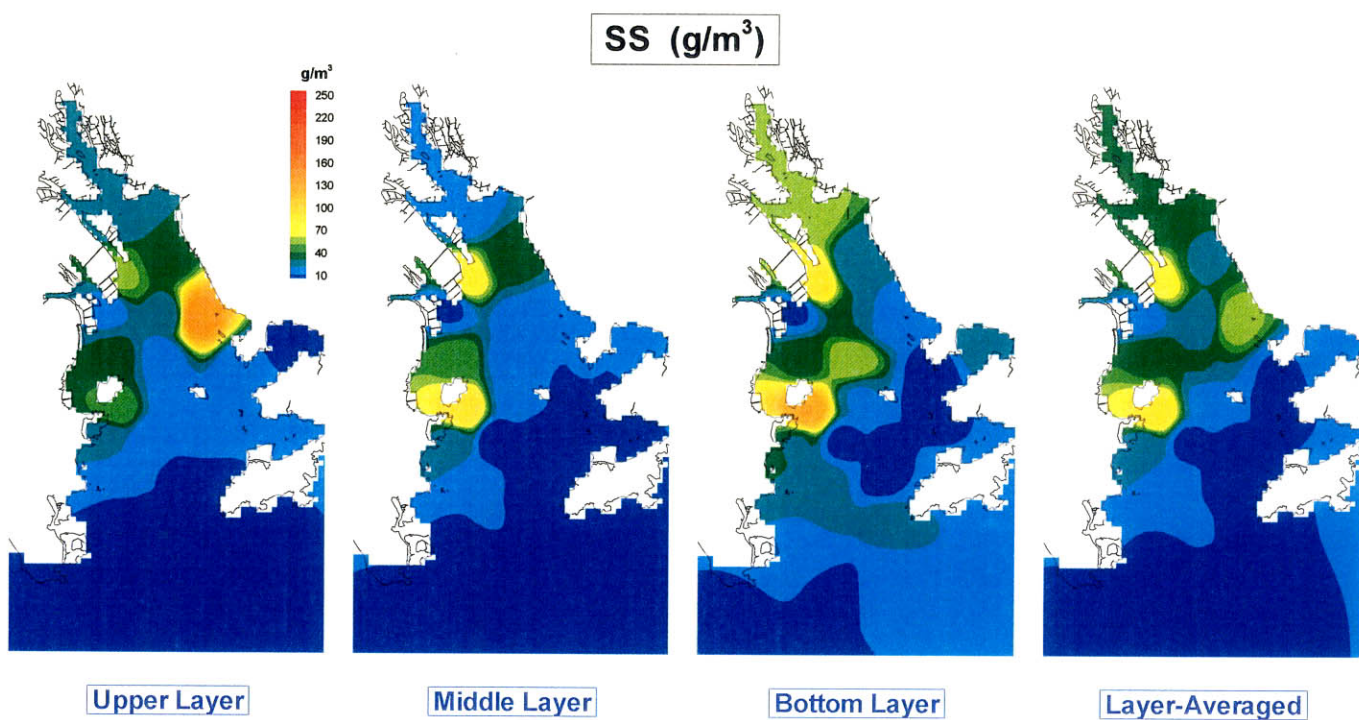 SS (g/m³)
g/m³
250
220
190
160
130
100
70
40
10
Upper Layer
Middle Layer
Bottom Layer
Layer-Averaged